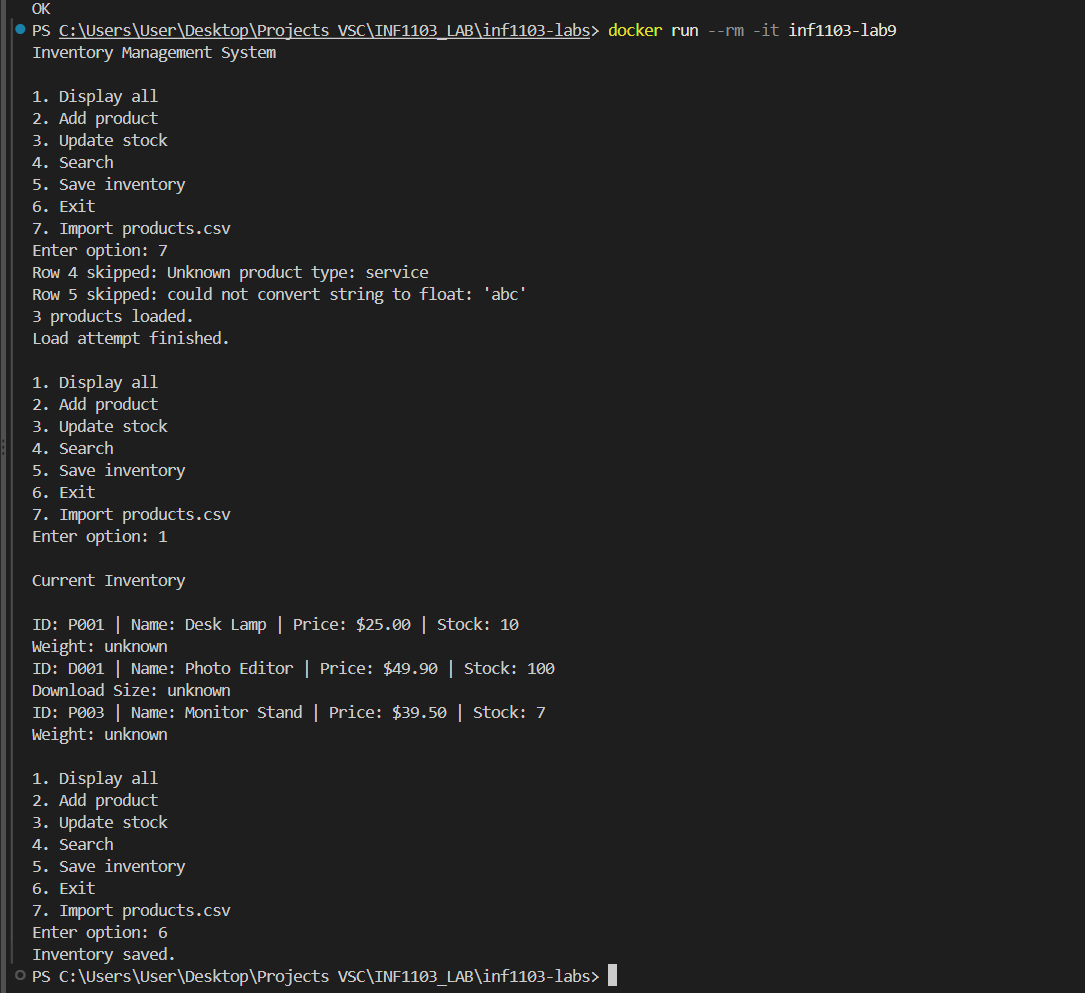 OK
PS C:\Users\User\Desktop\Projects VSC\INF1103_LAB\inf1103-labs> docker run --rm -it inf1103-lab9
Inventory Management System

1. Display all
2. Add product
3. Update stock
4. Search
5. Save inventory
6. Exit
7. Import products.csv
Enter option: 7
Row 4 skipped: Unknown product type: service
Row 5 skipped: could not convert string to float: 'abc'
3 products loaded.
Load attempt finished.

1. Display all
2. Add product
3. Update stock
4. Search
5. Save inventory
6. Exit
7. Import products.csv
Enter option: 1

Current Inventory

ID: P001 | Name: Desk Lamp | Price: $25.00 | Stock: 10
Weight: unknown
ID: D001 | Name: Photo Editor | Price: $49.90 | Stock: 100
Download Size: unknown
ID: P003 | Name: Monitor Stand | Price: $39.50 | Stock: 7
Weight: unknown

1. Display all
2. Add product
3. Update stock
4. Search
5. Save inventory
6. Exit
7. Import products.csv
Enter option: 6
Inventory saved.
PS C:\Users\User\Desktop\Projects VSC\INF1103_LAB\inf1103-labs>